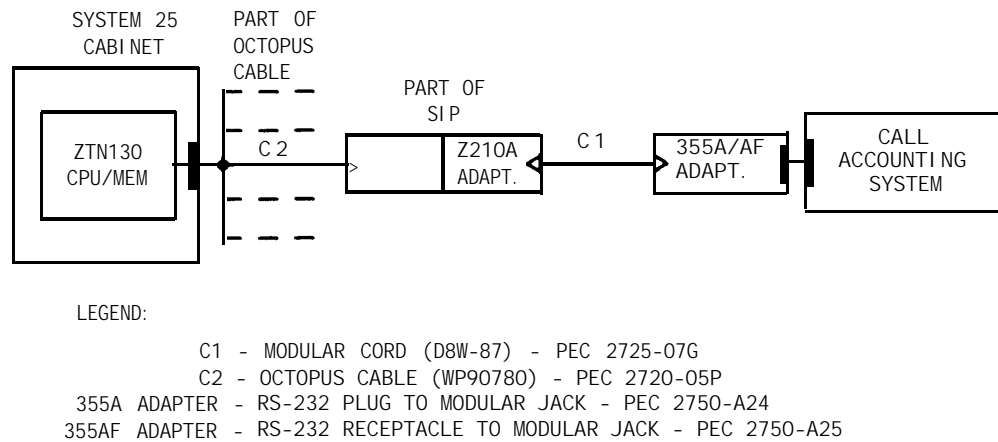 SYSTEM 25
CABINET
PART OF
OCTOPUS
CABLE
PART OF
SIP
ZTN130
CPU/MEM
C2
Z210A
ADAPT.
C1
355A/AF
ADAPT.
CALL
ACCOUNTING
SYSTEM
LEGEND:
C1 - MODULAR CORD (D8W-87) - PEC 2725-07G
C2 - OCTOPUS CABLE (WP90780) - PEC 2720-05P
355A ADAPTER - RS-232 PLUG TO MODULAR JACK - PEC 2750-A24
355AF ADAPTER - RS-232 RECEPTACLE TO MODULAR JACK - PEC 2750-A25